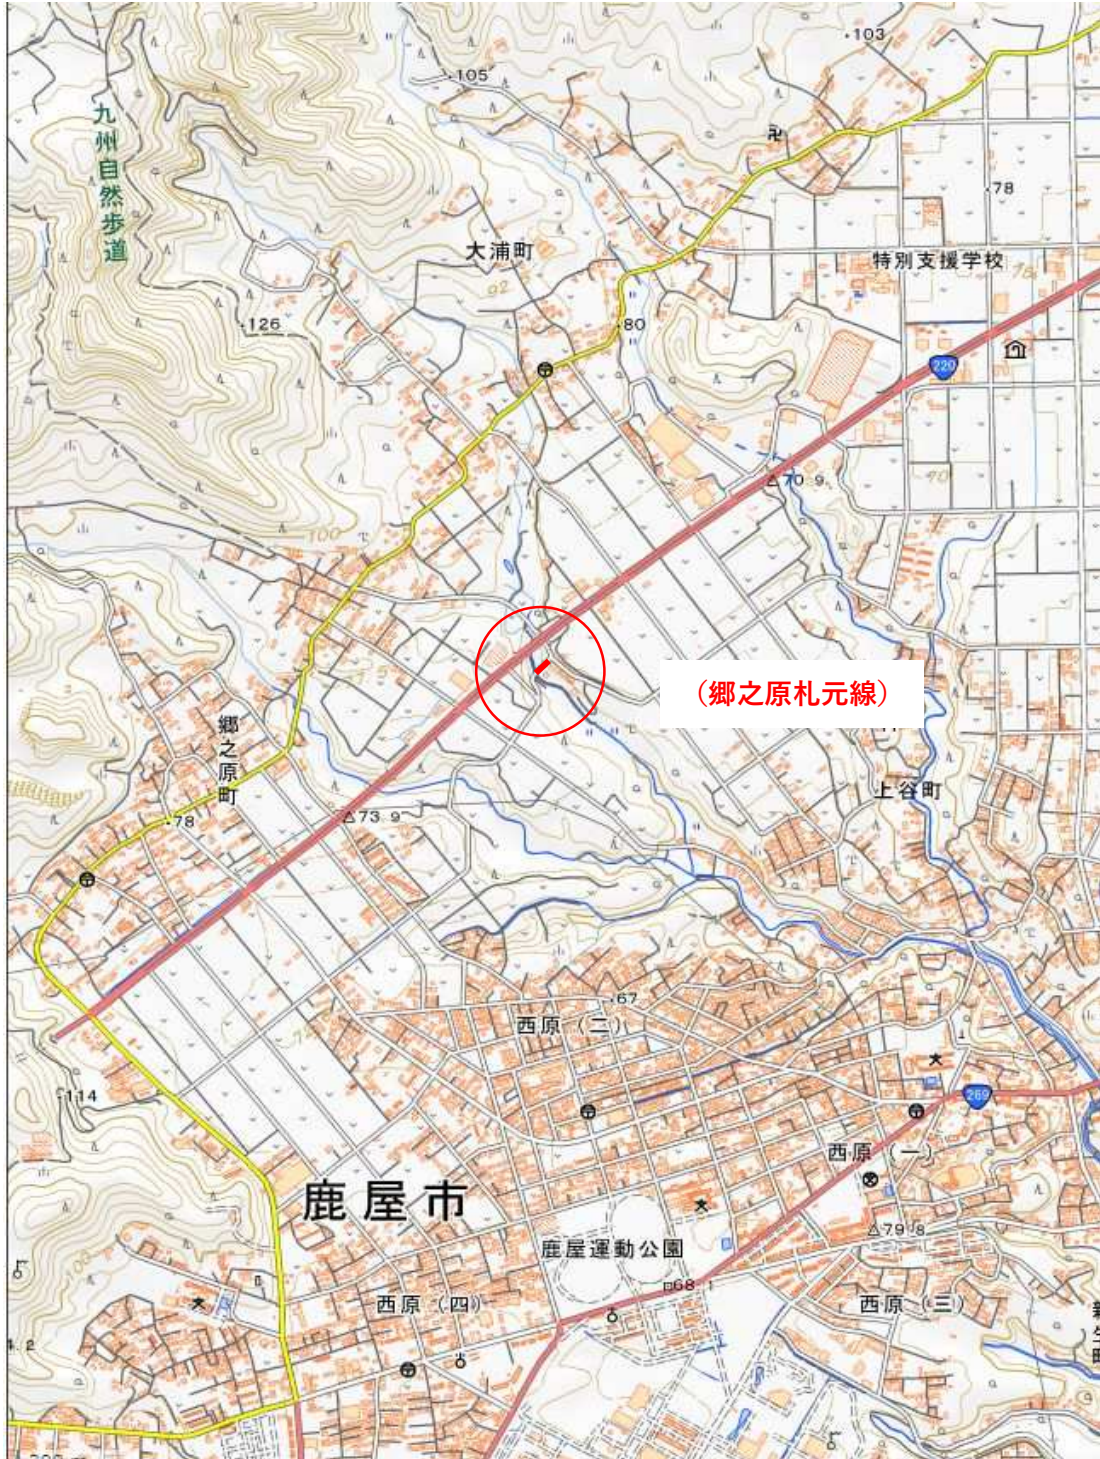 103
105
九州自然歩道
78
大浦町
特別支援学校
126
80
220
70.9
70
100
(郷之原札元線)
郷之原町
上谷町
73.9
78
67
西原(二)
114
269
西原(一)
鹿屋市
79.8
鹿屋運動公園
68.1
西原(四)
西原(三)